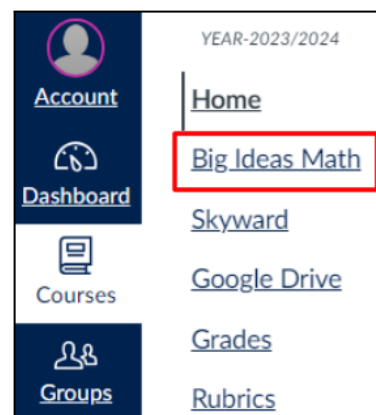 Account
Dashboard
Courses
Groups
YEAR-2023/2024
Home
Big Ideas Math
Skyward
Google Drive
Grades
Rubrics